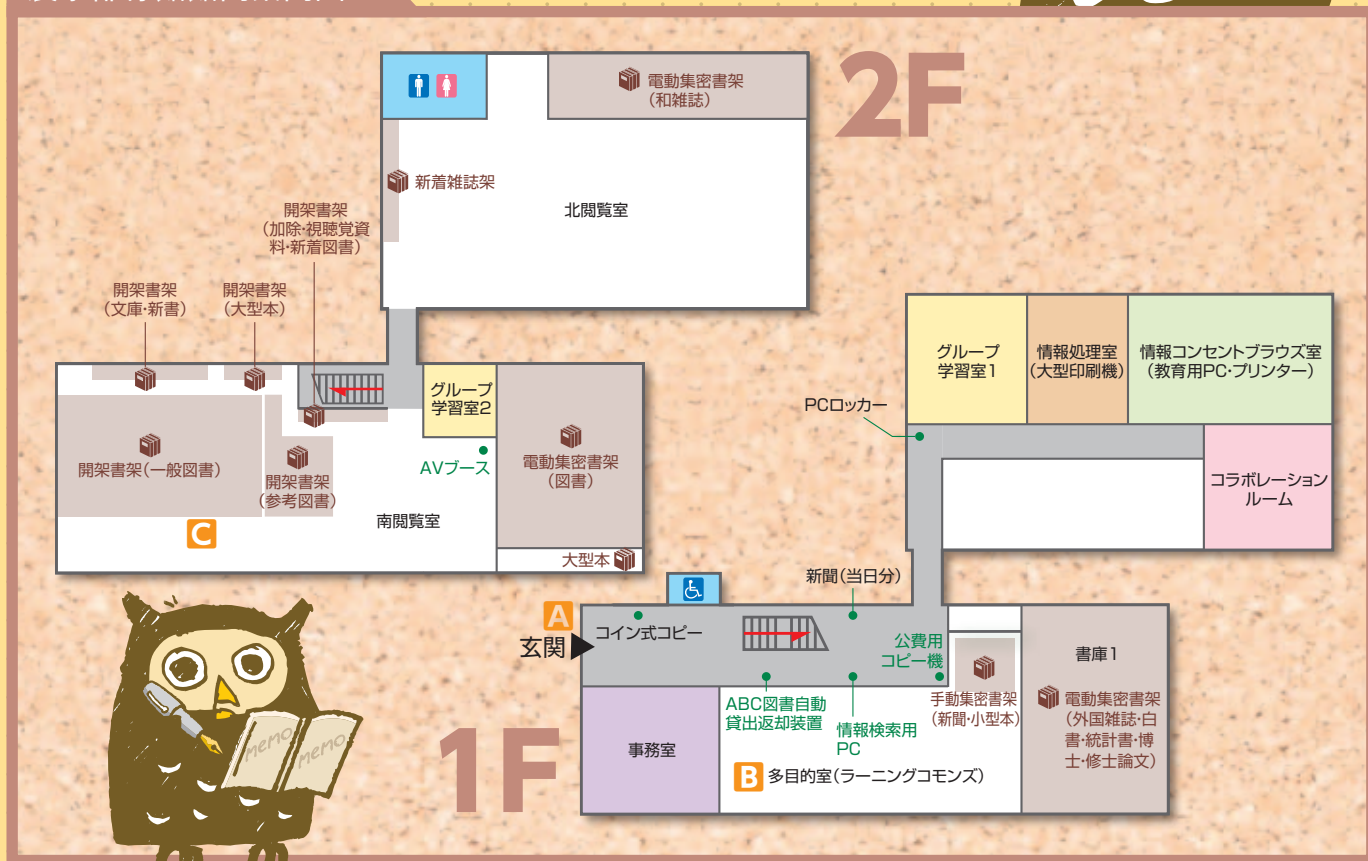 2F
電動集密書架
(和雑誌)
新着雑誌架
北閲覧室
開架書架
(加除・視聴覚資
料・新着図書)
開架書架
(文庫・新書)
開架書架
(大型本)
グループ
学習室2
AVブース
開架書架(一般図書)
開架書架
(参考図書)
電動集密書架
(図書)
南閲覧室
C
大型本
グループ
学習室1
情報処理室
(大型印刷機)
情報コンセントブラウズ室
(教育用PC・プリンター)
PCロッカー
コラボレーション
ルーム
新聞(当日分)
A
玄関
コイン式コピー
公費用
コピー機
書庫1
手動集密書架
(新聞・小型本)
電動集密書架
(外国雑誌・白
書・統計書・博
士・修士論文)
ABC図書自動
貸出返却装置
情報検索用
PC
事務室
B 多目的室(ラーニングコモンズ)
1F
memo
memo